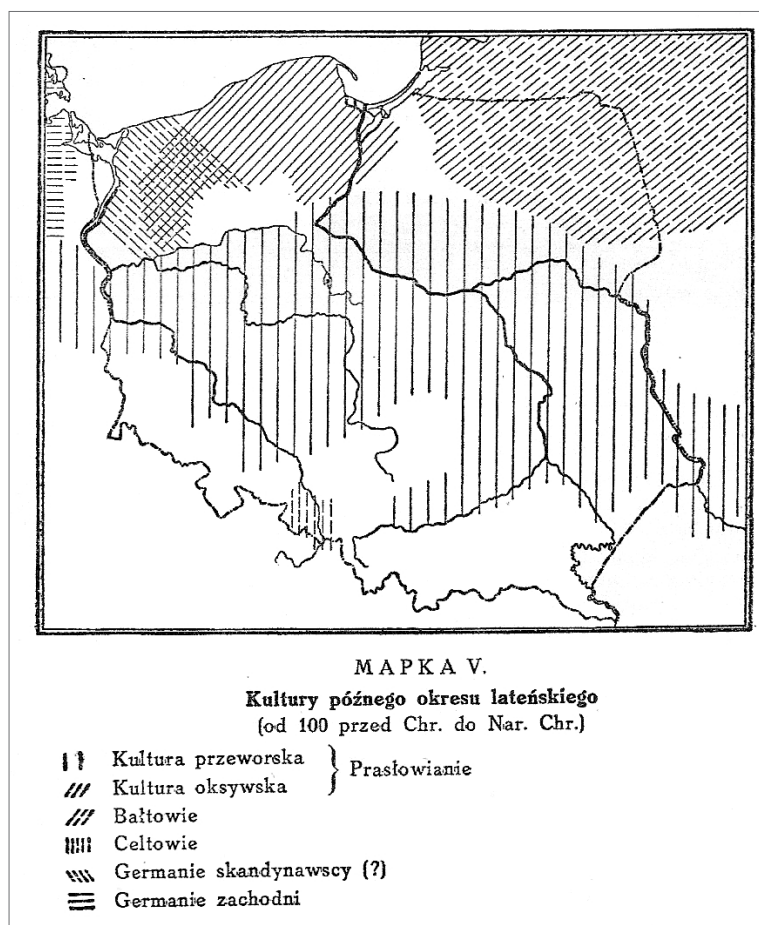 MAPKA V.
Kultury późnego okresu lateńskiego
(od 100 przed Chr. do Nar. Chr.)
Kultura przeworska
Kultura oksywska
Prasłowianie
Bałtowie
Celtowie
Germanie skandynawscy (?)
Germanie zachodni